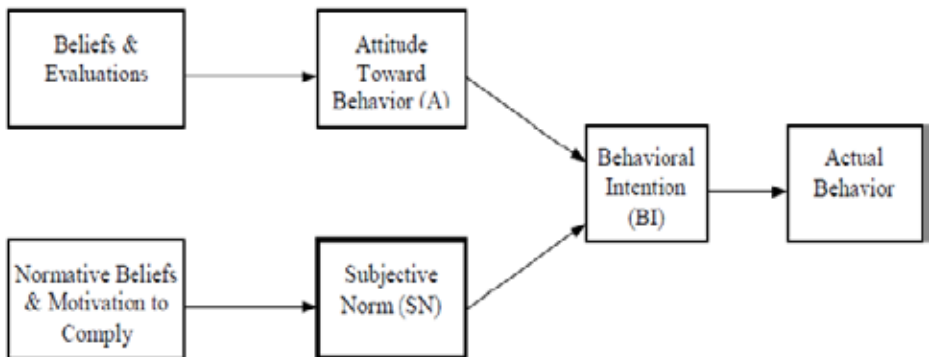 Beliefs &
Evaluations
Attitude
Toward
Behavior (A)
Behavioral
Intention
(BI)
Actual
Behavior
Normative Beliefs
& Motivation to
Comply
Subjective
Norm (SN)